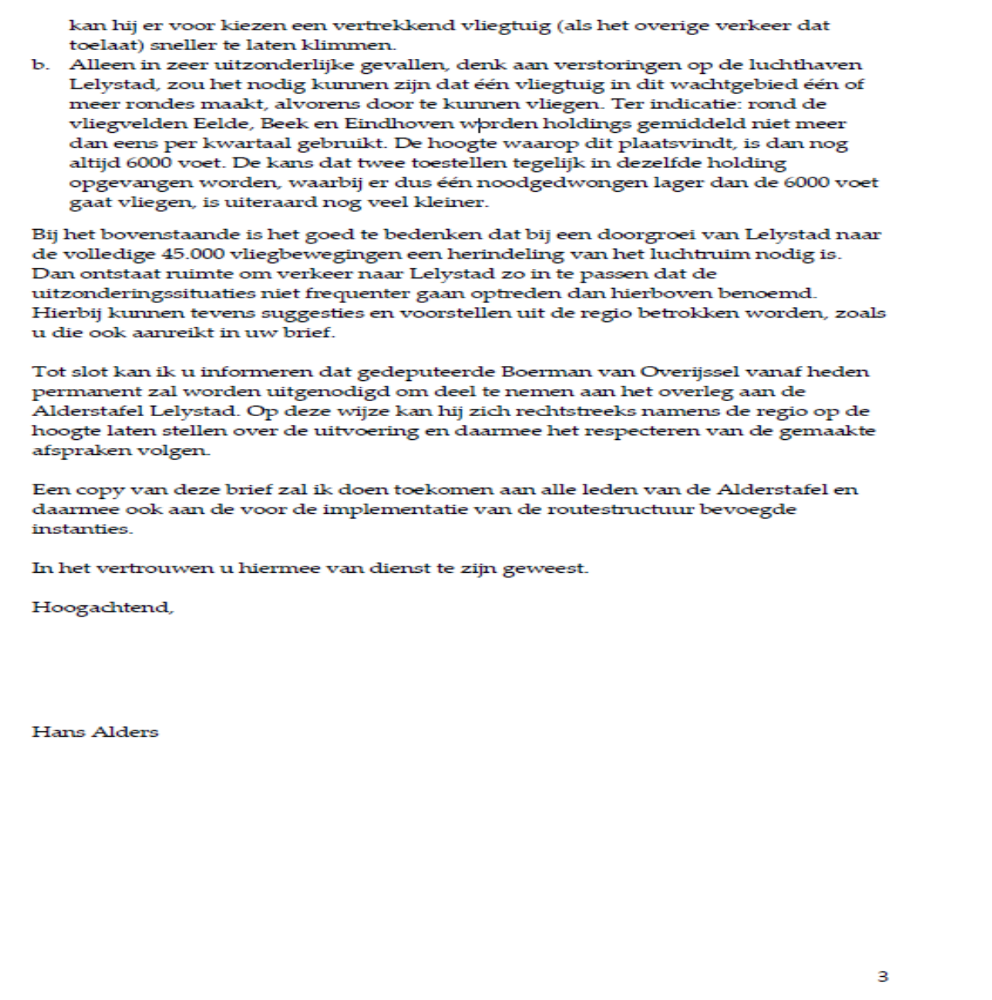 kan hij er voor kiezen een vertrekkend vliegtuig (als het overige verkeer dat
toelaat) sneller te laten klimmen.
b. Alleen in zeer uitzonderlijke gevallen, denk aan verstoringen op de luchthaven
Lelystad, zou het nodig kunnen zijn dat één vliegtuig in dit wachtgebied één of
meer rondes maakt, alvorens door te kunnen vliegen. Ter indicatie: rond de
vliegvelden Eelde, Beek en Eindhoven worden holdings gemiddeld niet meer
dan eens per kwartaal gebruikt. De hoogte waarop dit plaatsvindt, is dan nog
altijd 6000 voet. De kans dat twee toestellen tegelijk in dezelfde holding
opgevangen worden, waarbij er dus één noodgedwongen lager dan de 6000 voet
gaat vliegen, is uiteraard nog veel kleiner.
Bij het bovenstaande is het goed te bedenken dat bij een doorgroei van Lelystad naar
de volledige 45.000 vliegbewegingen een herindeling van het luchtruim nodig is.
Dan ontstaat ruimte om verkeer naar Lelystad zo in te passen dat de
uitzonderingssituaties niet frequenter gaan optreden dan hierboven benoemd.
Hierbij kunnen tevens suggesties en voorstellen uit de regio betrokken worden, zoals
u die ook aanreikt in uw brief.
Tot slot kan ik u informeren dat gedeputeerde Boerman van Overijssel vanaf heden
permanent zal worden uitgenodigd om deel te nemen aan het overleg aan de
Alderstafel Lelystad. Op deze wijze kan hij zich rechtstreeks namens de regio op de
hoogte laten stellen over de uitvoering en daarmee het respecteren van de gemaakte
afspraken volgen.
Een copy van deze brief zal ik doen toekomen aan alle leden van de Alderstafel en
daarmee ook aan de voor de implementatie van de routestructuur bevoegde
instanties.
In het vertrouwen u hiermee van dienst te zijn geweest.
Hoogachtend,
Hans Alders
3